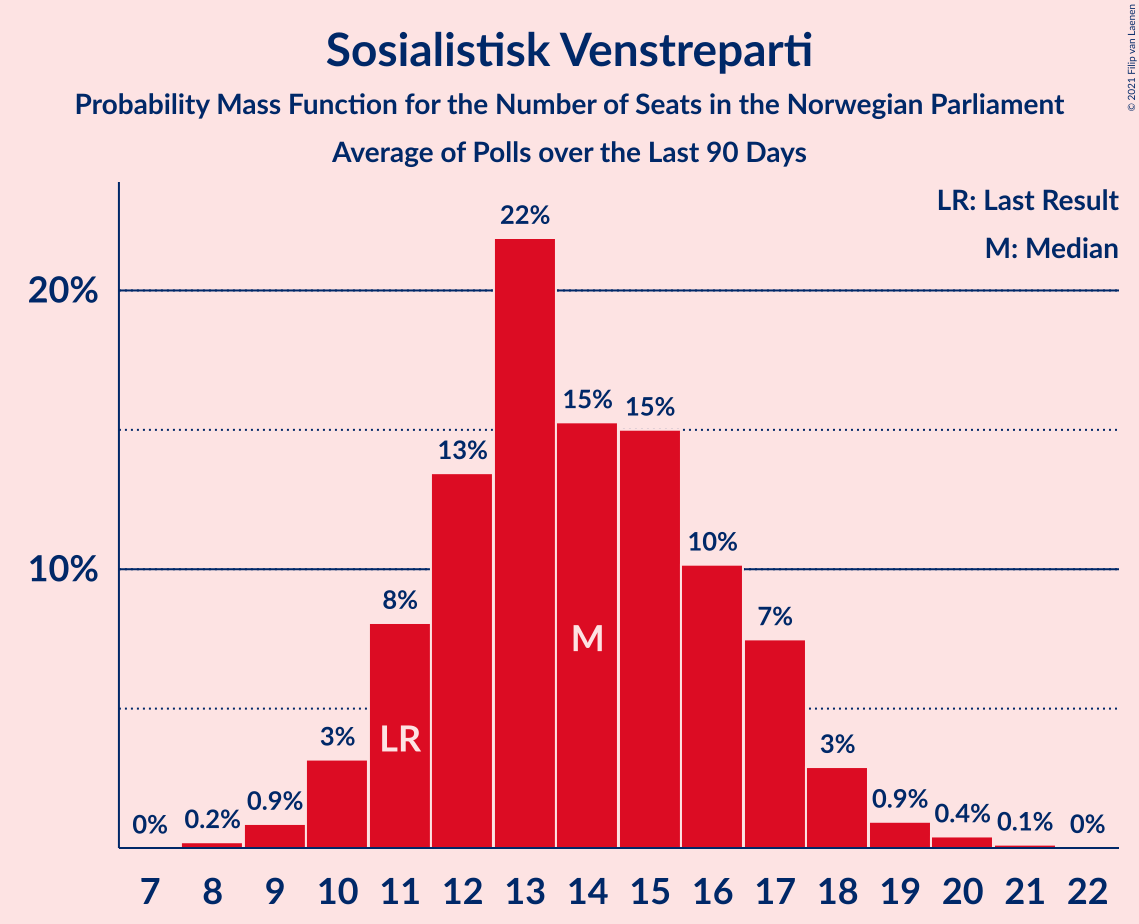 Sosialistisk Venstreparti
Probability Mass Function for the Number of Seats in the Norwegian Parliament
Average of Polls over the Last 90 Days
© 2021 Filip van Laenen
LR: Last Result
M: Median
20%
10%
0%
0.2%
0.9%
3%
8%
13%
22%
15%
15%
10%
7%
3%
0.9%
0.4%
0.1%
0%
LR
M
7 8 9 10 11 12 13 14 15 16 17 18 19 20 21 22